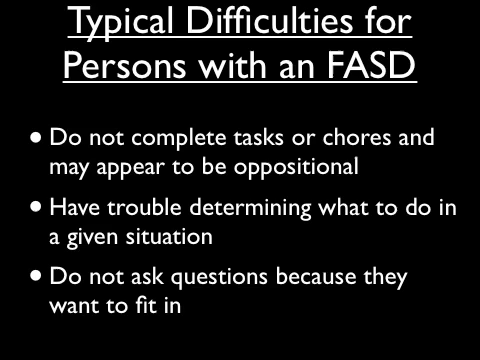 Typical Difficulties for
Persons with an FASD
• Do not complete tasks or chores and
may appear to be oppositional
• Have trouble determining what to do in
a given situation
• Do not ask questions because they
want to fit in